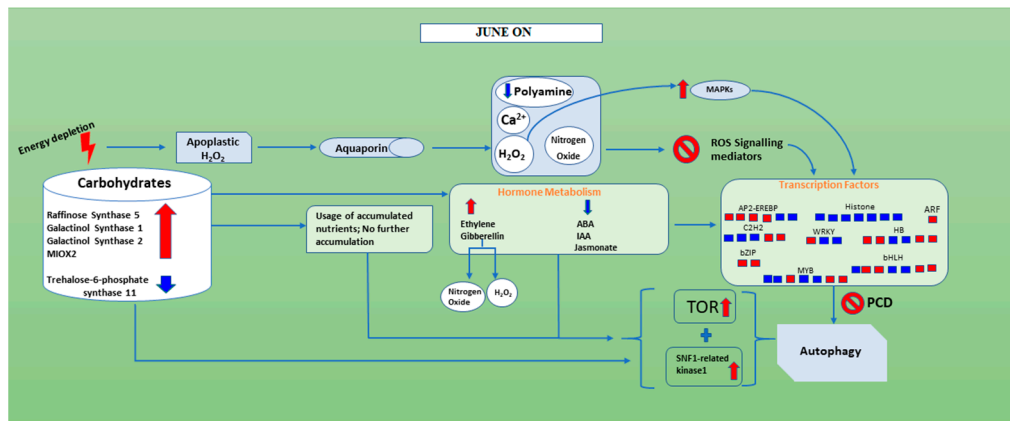 JUNE ON
Energy depletion
Apoplastic
H₂O₂
Aquaporin
Polyamine
Ca²⁺
H₂O₂
Nitrogen
Oxide
MAPKs
ROS Signalling
mediators
Carbohydrates
Raffinose Synthase 5
Galactinol Synthase 1
Galactinol Synthase 2
MIOX2
Trehalose-6-phosphate
synthase 11
Usage of accumulated
nutrients; No further
accumulation
Hormone Metabolism
Ethylene
Gibberellin
ABA
IAA
Jasmonate
Nitrogen
Oxide
H₂O₂
Transcription Factors
AP2-EREBP
Histone
ARF
C2H2
WRKY
HB
bZIP
MYB
bHLH
PCD
TOR
SNF1-related
kinase1
Autophagy